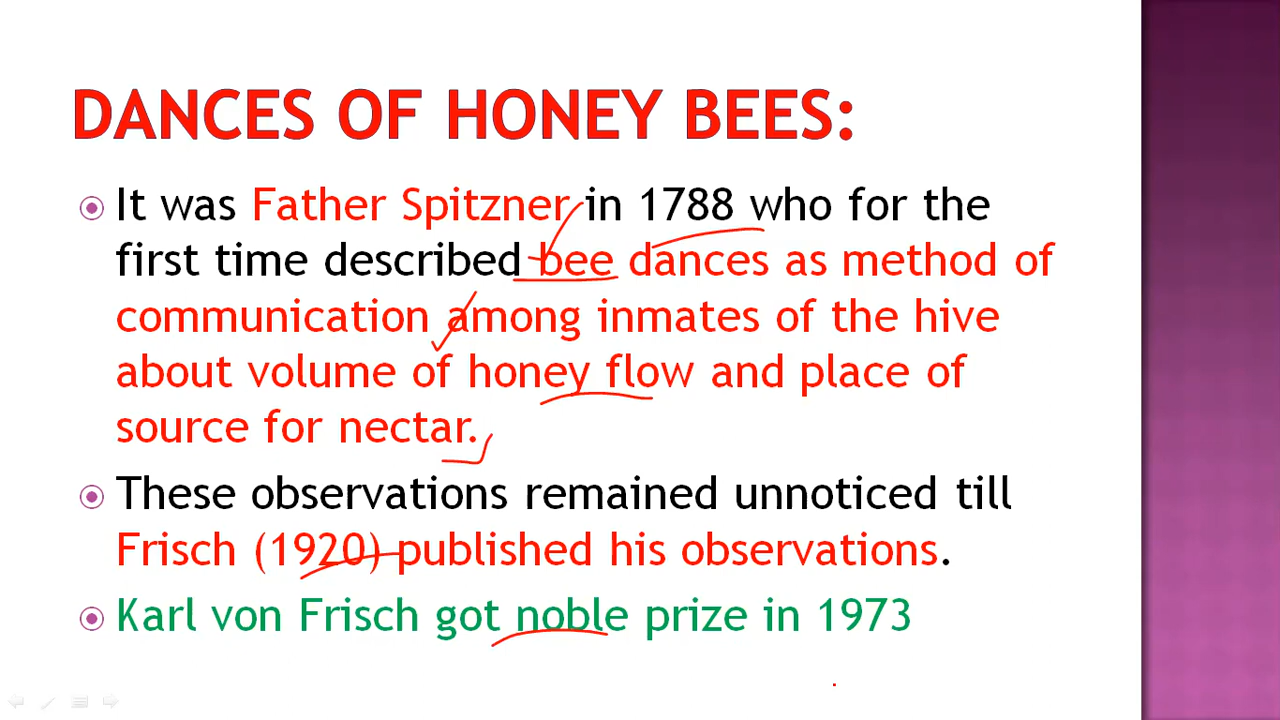 DANCES OF HONEY BEES:
It was Father Spitzner in 1788 who for the
first time described bee dances as method of
communication among inmates of the hive
about volume of honey flow and place of
source for nectar.
These observations remained unnoticed till
Frisch (1920) published his observations.
Karl von Frisch got noble prize in 1973